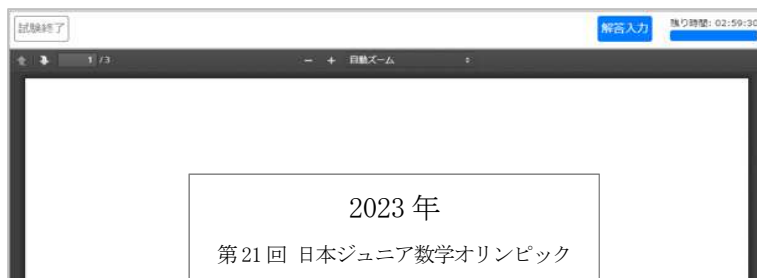 試験終了
解答入力
残り時間: 02:59:30
1 / 3
− + 自動ズーム
2023 年
第 21 回 日本ジュニア数学オリンピック